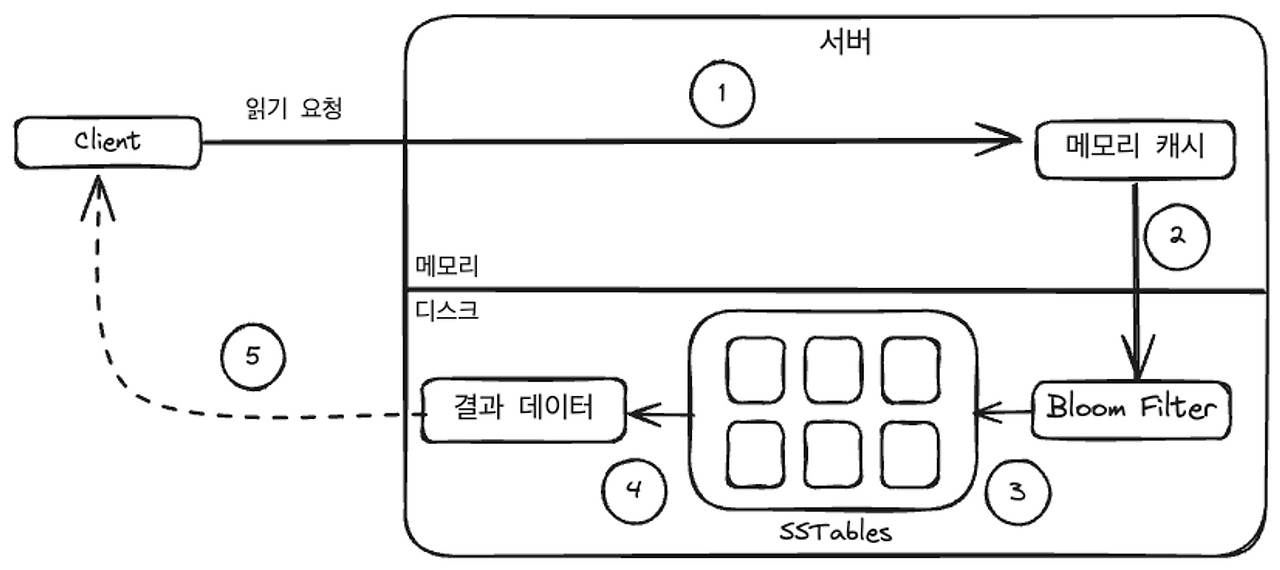 서버
1
읽기 요청
Client
메모리 캐시
2
메모리
디스크
5
결과 데이터
Bloom Filter
4
3
SSTables